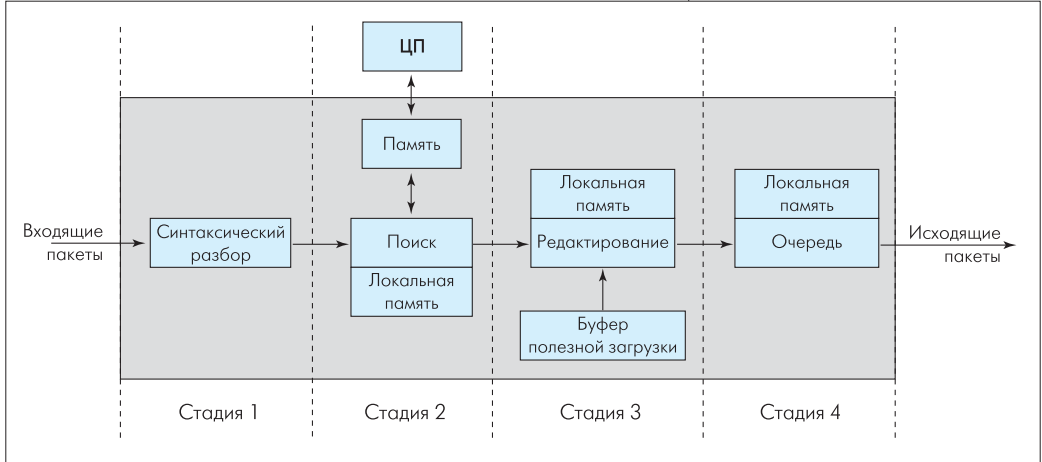 ЦП
Память
Локальная
память
Локальная
память
Входящие
пакеты
Синтаксический
разбор
Поиск
Редактирование
Очередь
Исходящие
пакеты
Локальная
память
Буфер
полезной загрузки
Стадия 1
Стадия 2
Стадия 3
Стадия 4